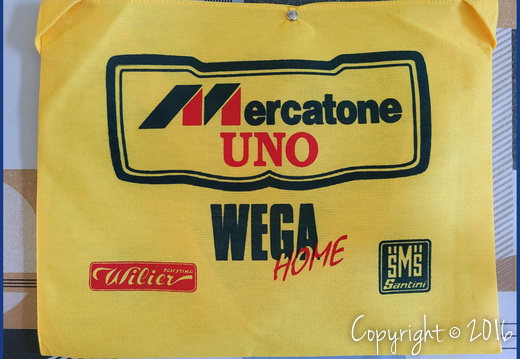 Mercatone
UNO
WEGA
HOME
TRIESTINA
Wilier
SMS
Santini
Copyright © 2016